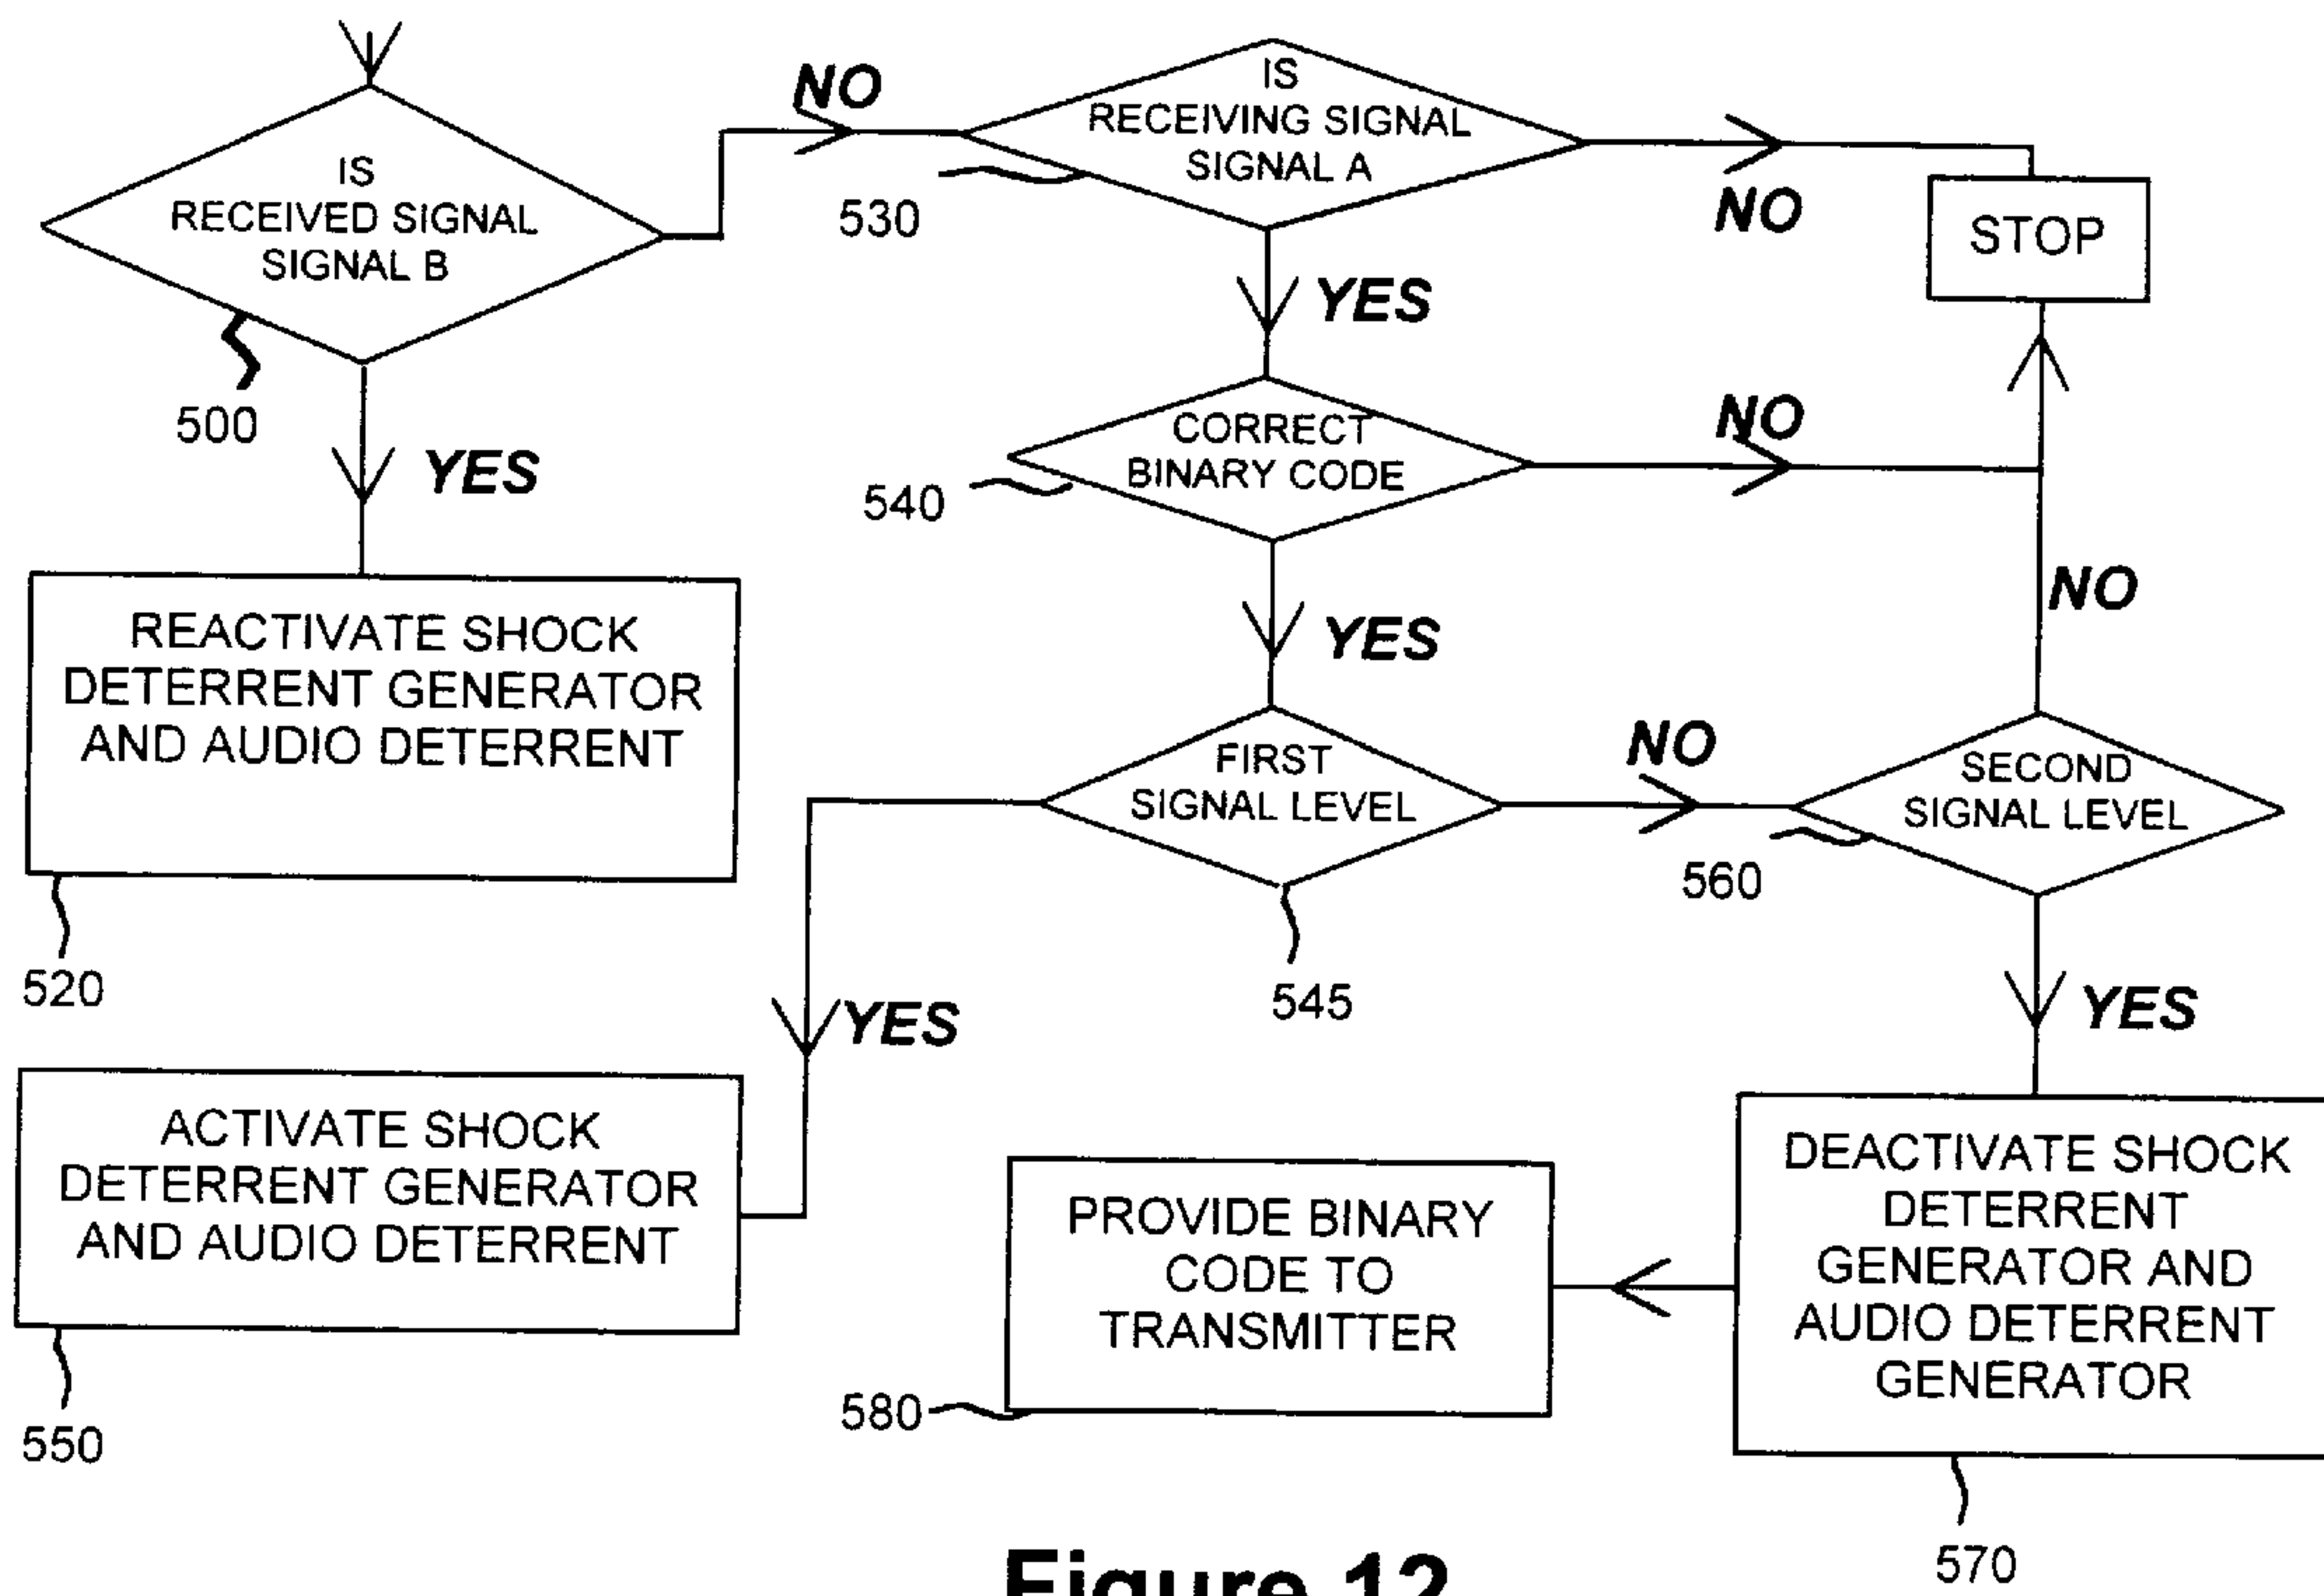 IS
RECEIVED SIGNAL
SIGNAL B
500
YES
REACTIVATE SHOCK
DETERRENT GENERATOR
AND AUDIO DETERRENT
520
NO
IS
RECEIVING SIGNAL
SIGNAL A
530
NO
STOP
YES
CORRECT
BINARY CODE
540
NO
YES
FIRST
SIGNAL LEVEL
545
NO
SECOND
SIGNAL LEVEL
560
NO
YES
YES
ACTIVATE SHOCK
DETERRENT GENERATOR
AND AUDIO DETERRENT
550
PROVIDE BINARY
CODE TO
TRANSMITTER
580
DEACTIVATE SHOCK
DETERRENT
GENERATOR AND
AUDIO DETERRENT
GENERATOR
570
Figure 12